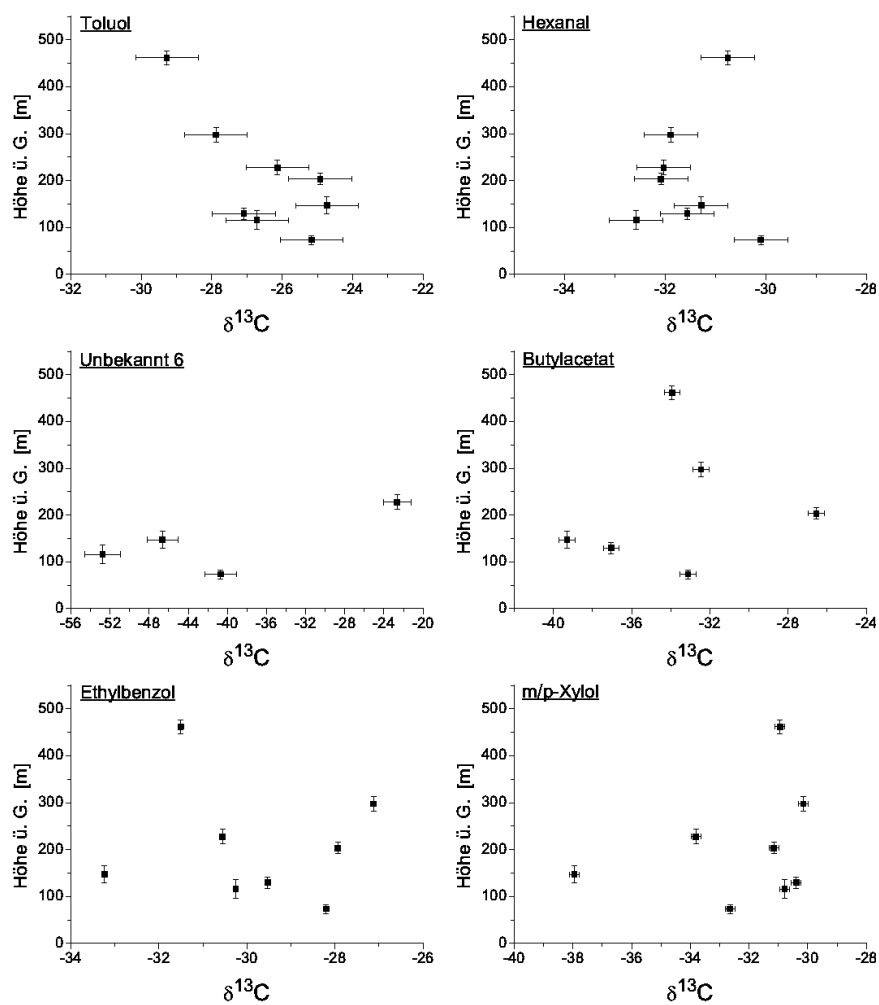 Toluol
500
400
300
200
100
0
Höhe ü. G. [m]
-32 -30 -28 -26 -24 -22
δ¹³C
Hexanal
500
400
300
200
100
0
Höhe ü. G. [m]
-34 -32 -30 -28
δ¹³C
Unbekannt 6
500
400
300
200
100
0
Höhe ü. G. [m]
-56 -52 -48 -44 -40 -36 -32 -28 -24 -20
δ¹³C
Butylacetat
500
400
300
200
100
0
Höhe ü. G. [m]
-40 -36 -32 -28 -24
δ¹³C
Ethylbenzol
500
400
300
200
100
0
Höhe ü. G. [m]
-34 -32 -30 -28 -26
δ¹³C
m/p-Xylol
500
400
300
200
100
0
Höhe ü. G. [m]
-40 -38 -36 -34 -32 -30 -28
δ¹³C